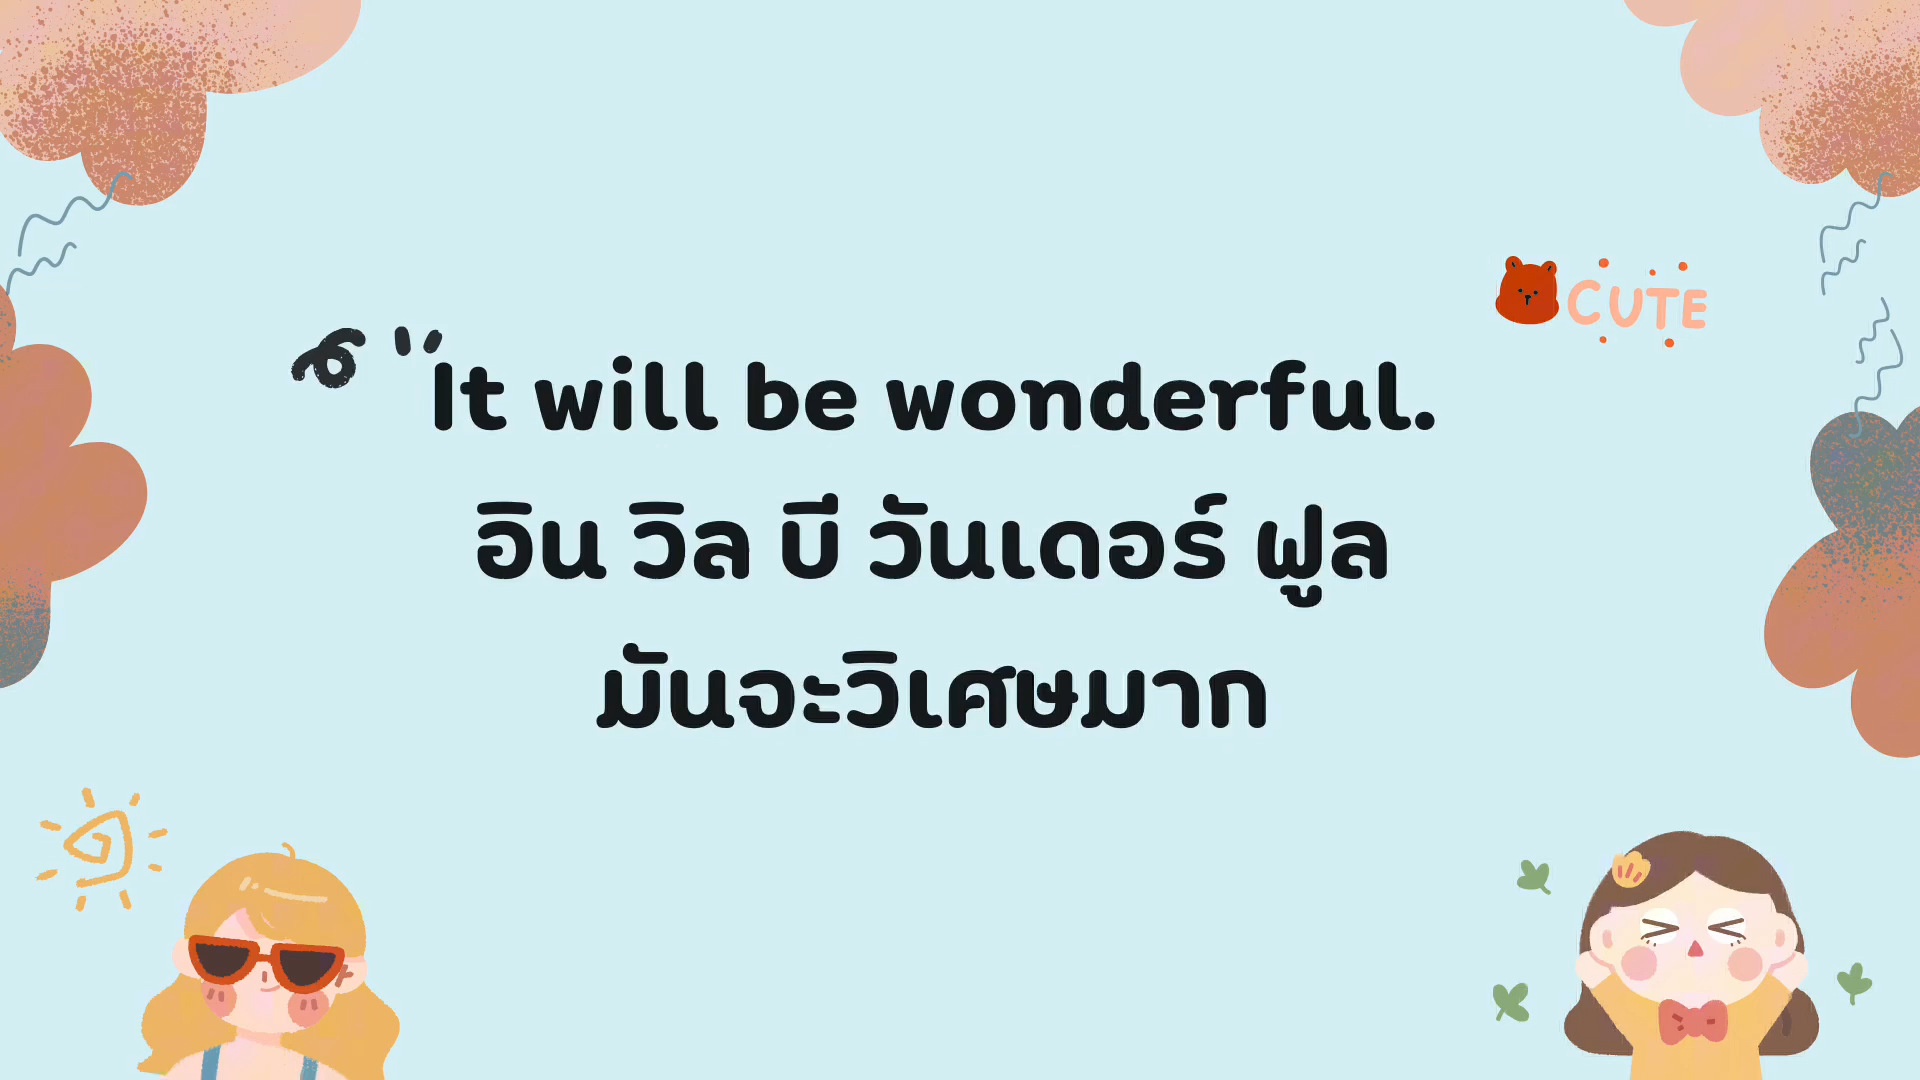 CUTE
It will be wonderful.
อิน วิล บี วันเดอร์ ฟูล
มันจะวิเศษมาก